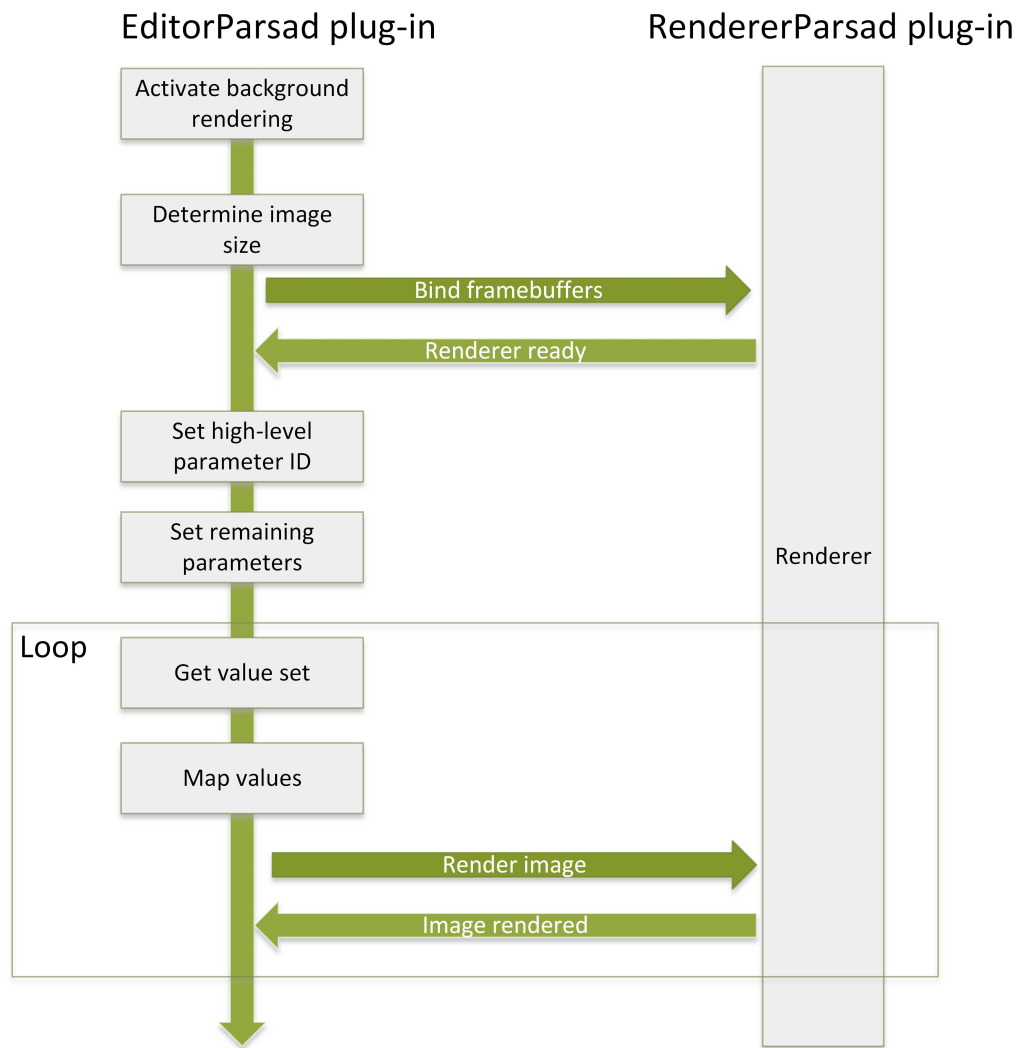 EditorParsad plug-in
RendererParsad plug-in
Activate background
rendering
Determine image
size
Bind framebuffers
Renderer ready
Set high-level
parameter ID
Set remaining
parameters
Renderer
Loop
Get value set
Map values
Render image
Image rendered